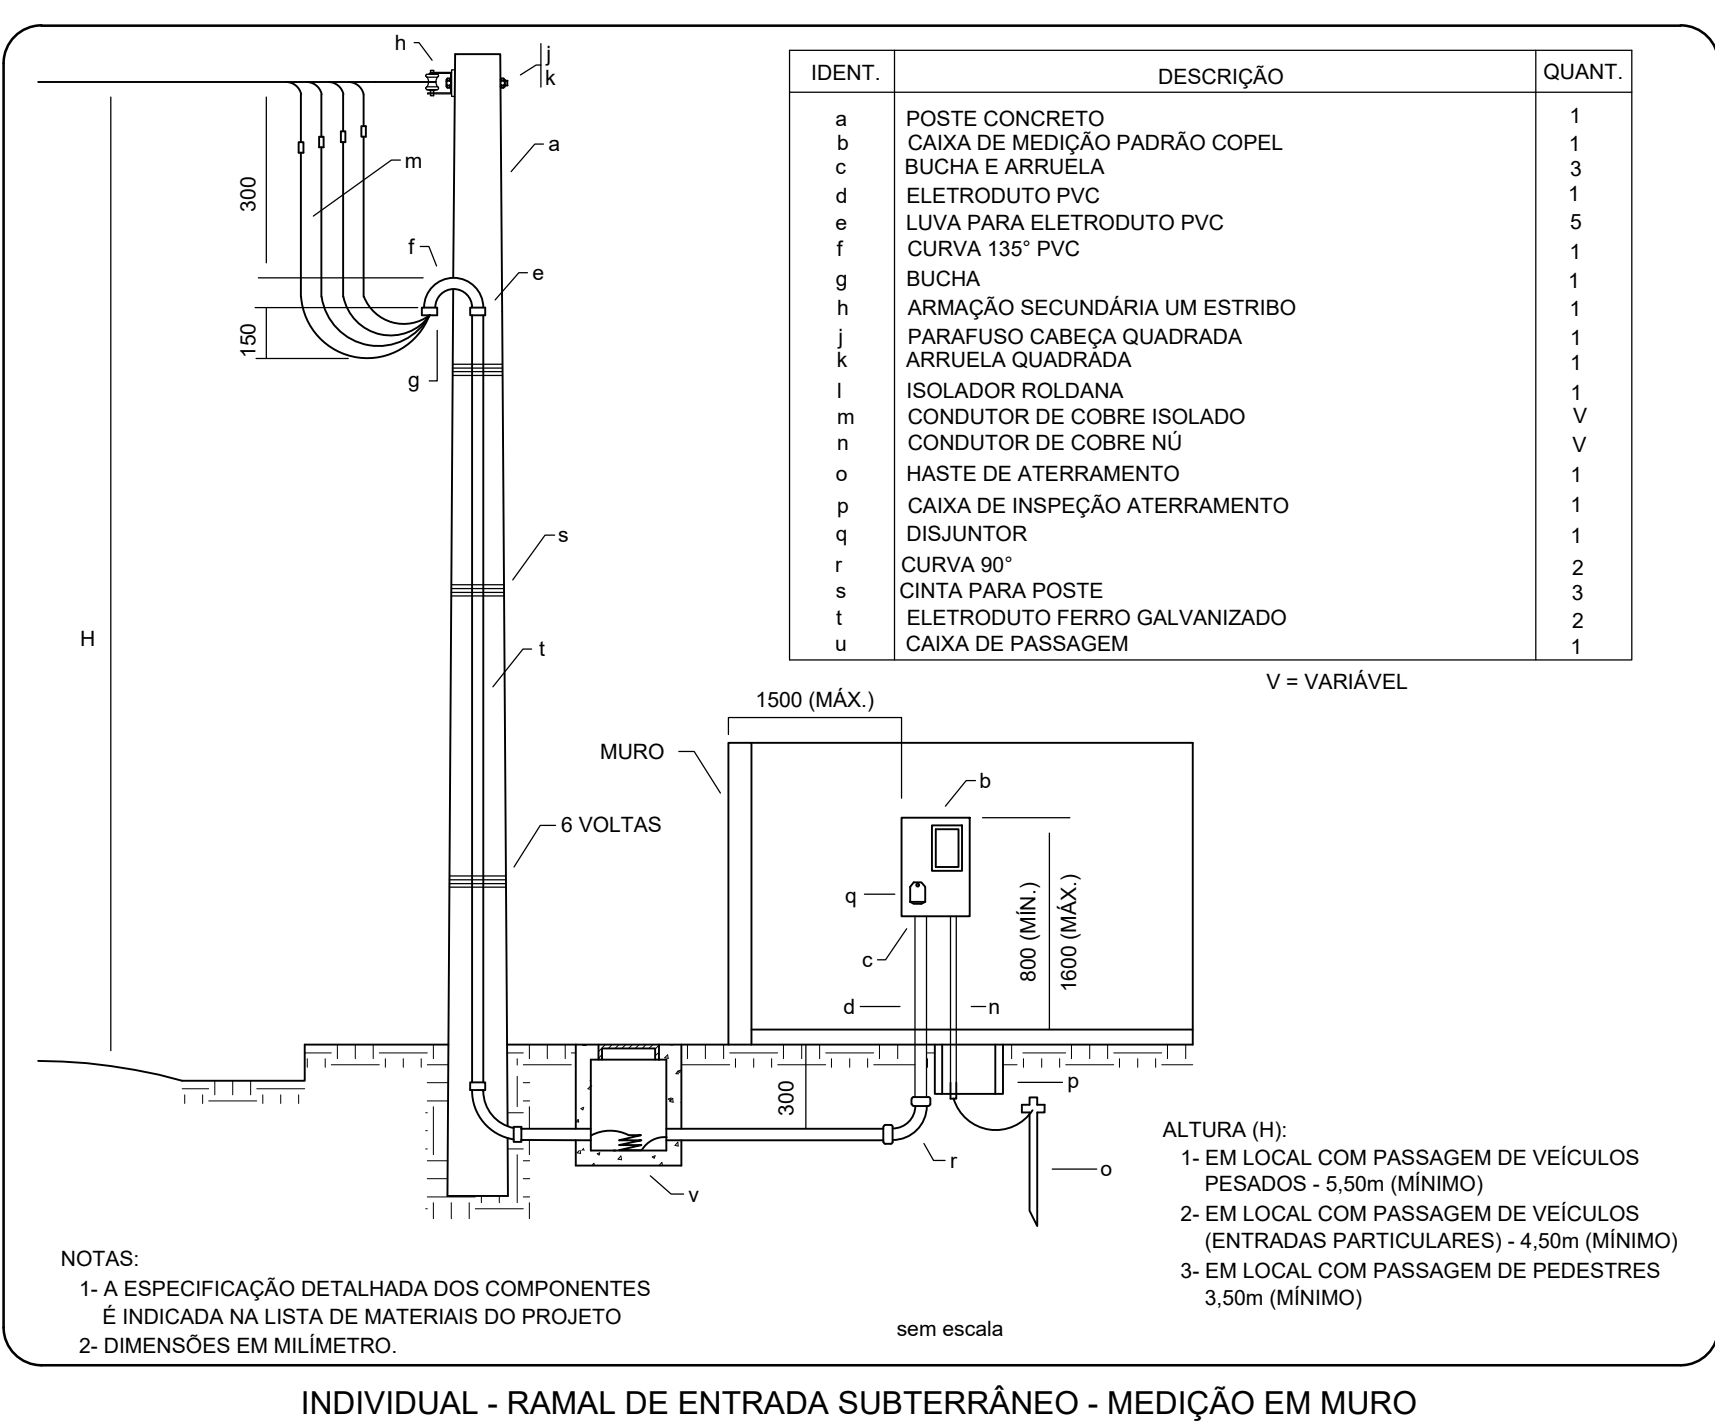 IDENT. DESCRIÇÃO QUANT.
a POSTE CONCRETO 1
b CAIXA DE MEDIÇÃO PADRÃO COPEL 1
c BUCHA E ARRUELA 3
d ELETRODUTO PVC 1
e LUVA PARA ELETRODUTO PVC 5
f CURVA 135° PVC 1
g BUCHA 1
h ARMAÇÃO SECUNDÁRIA UM ESTRIBO 1
j PARAFUSO CABEÇA QUADRADA 1
k ARRUELA QUADRADA 1
l ISOLADOR ROLDANA 1
m CONDUTOR DE COBRE ISOLADO V
n CONDUTOR DE COBRE NÚ V
o HASTE DE ATERRAMENTO 1
p CAIXA DE INSPEÇÃO ATERRAMENTO 1
q DISJUNTOR 1
r CURVA 90° 2
s CINTA PARA POSTE 3
t ELETRODUTO FERRO GALVANIZADO 2
u CAIXA DE PASSAGEM 1
V = VARIÁVEL
h
j
k
a
m
300
f
e
150
g
s
H
t
1500 (MÁX.)
MURO
b
6 VOLTAS
q
800 (MÍN.)
1600 (MÁX.)
c
d
n
300
p
r
o
v
ALTURA (H):
1- EM LOCAL COM PASSAGEM DE VEÍCULOS
PESADOS - 5,50m (MÍNIMO)
2- EM LOCAL COM PASSAGEM DE VEÍCULOS
(ENTRADAS PARTICULARES) - 4,50m (MÍNIMO)
3- EM LOCAL COM PASSAGEM DE PEDESTRES
3,50m (MÍNIMO)
NOTAS:
1- A ESPECIFICAÇÃO DETALHADA DOS COMPONENTES
É INDICADA NA LISTA DE MATERIAIS DO PROJETO
2- DIMENSÕES EM MILÍMETRO.
sem escala
INDIVIDUAL - RAMAL DE ENTRADA SUBTERRÂNEO - MEDIÇÃO EM MURO